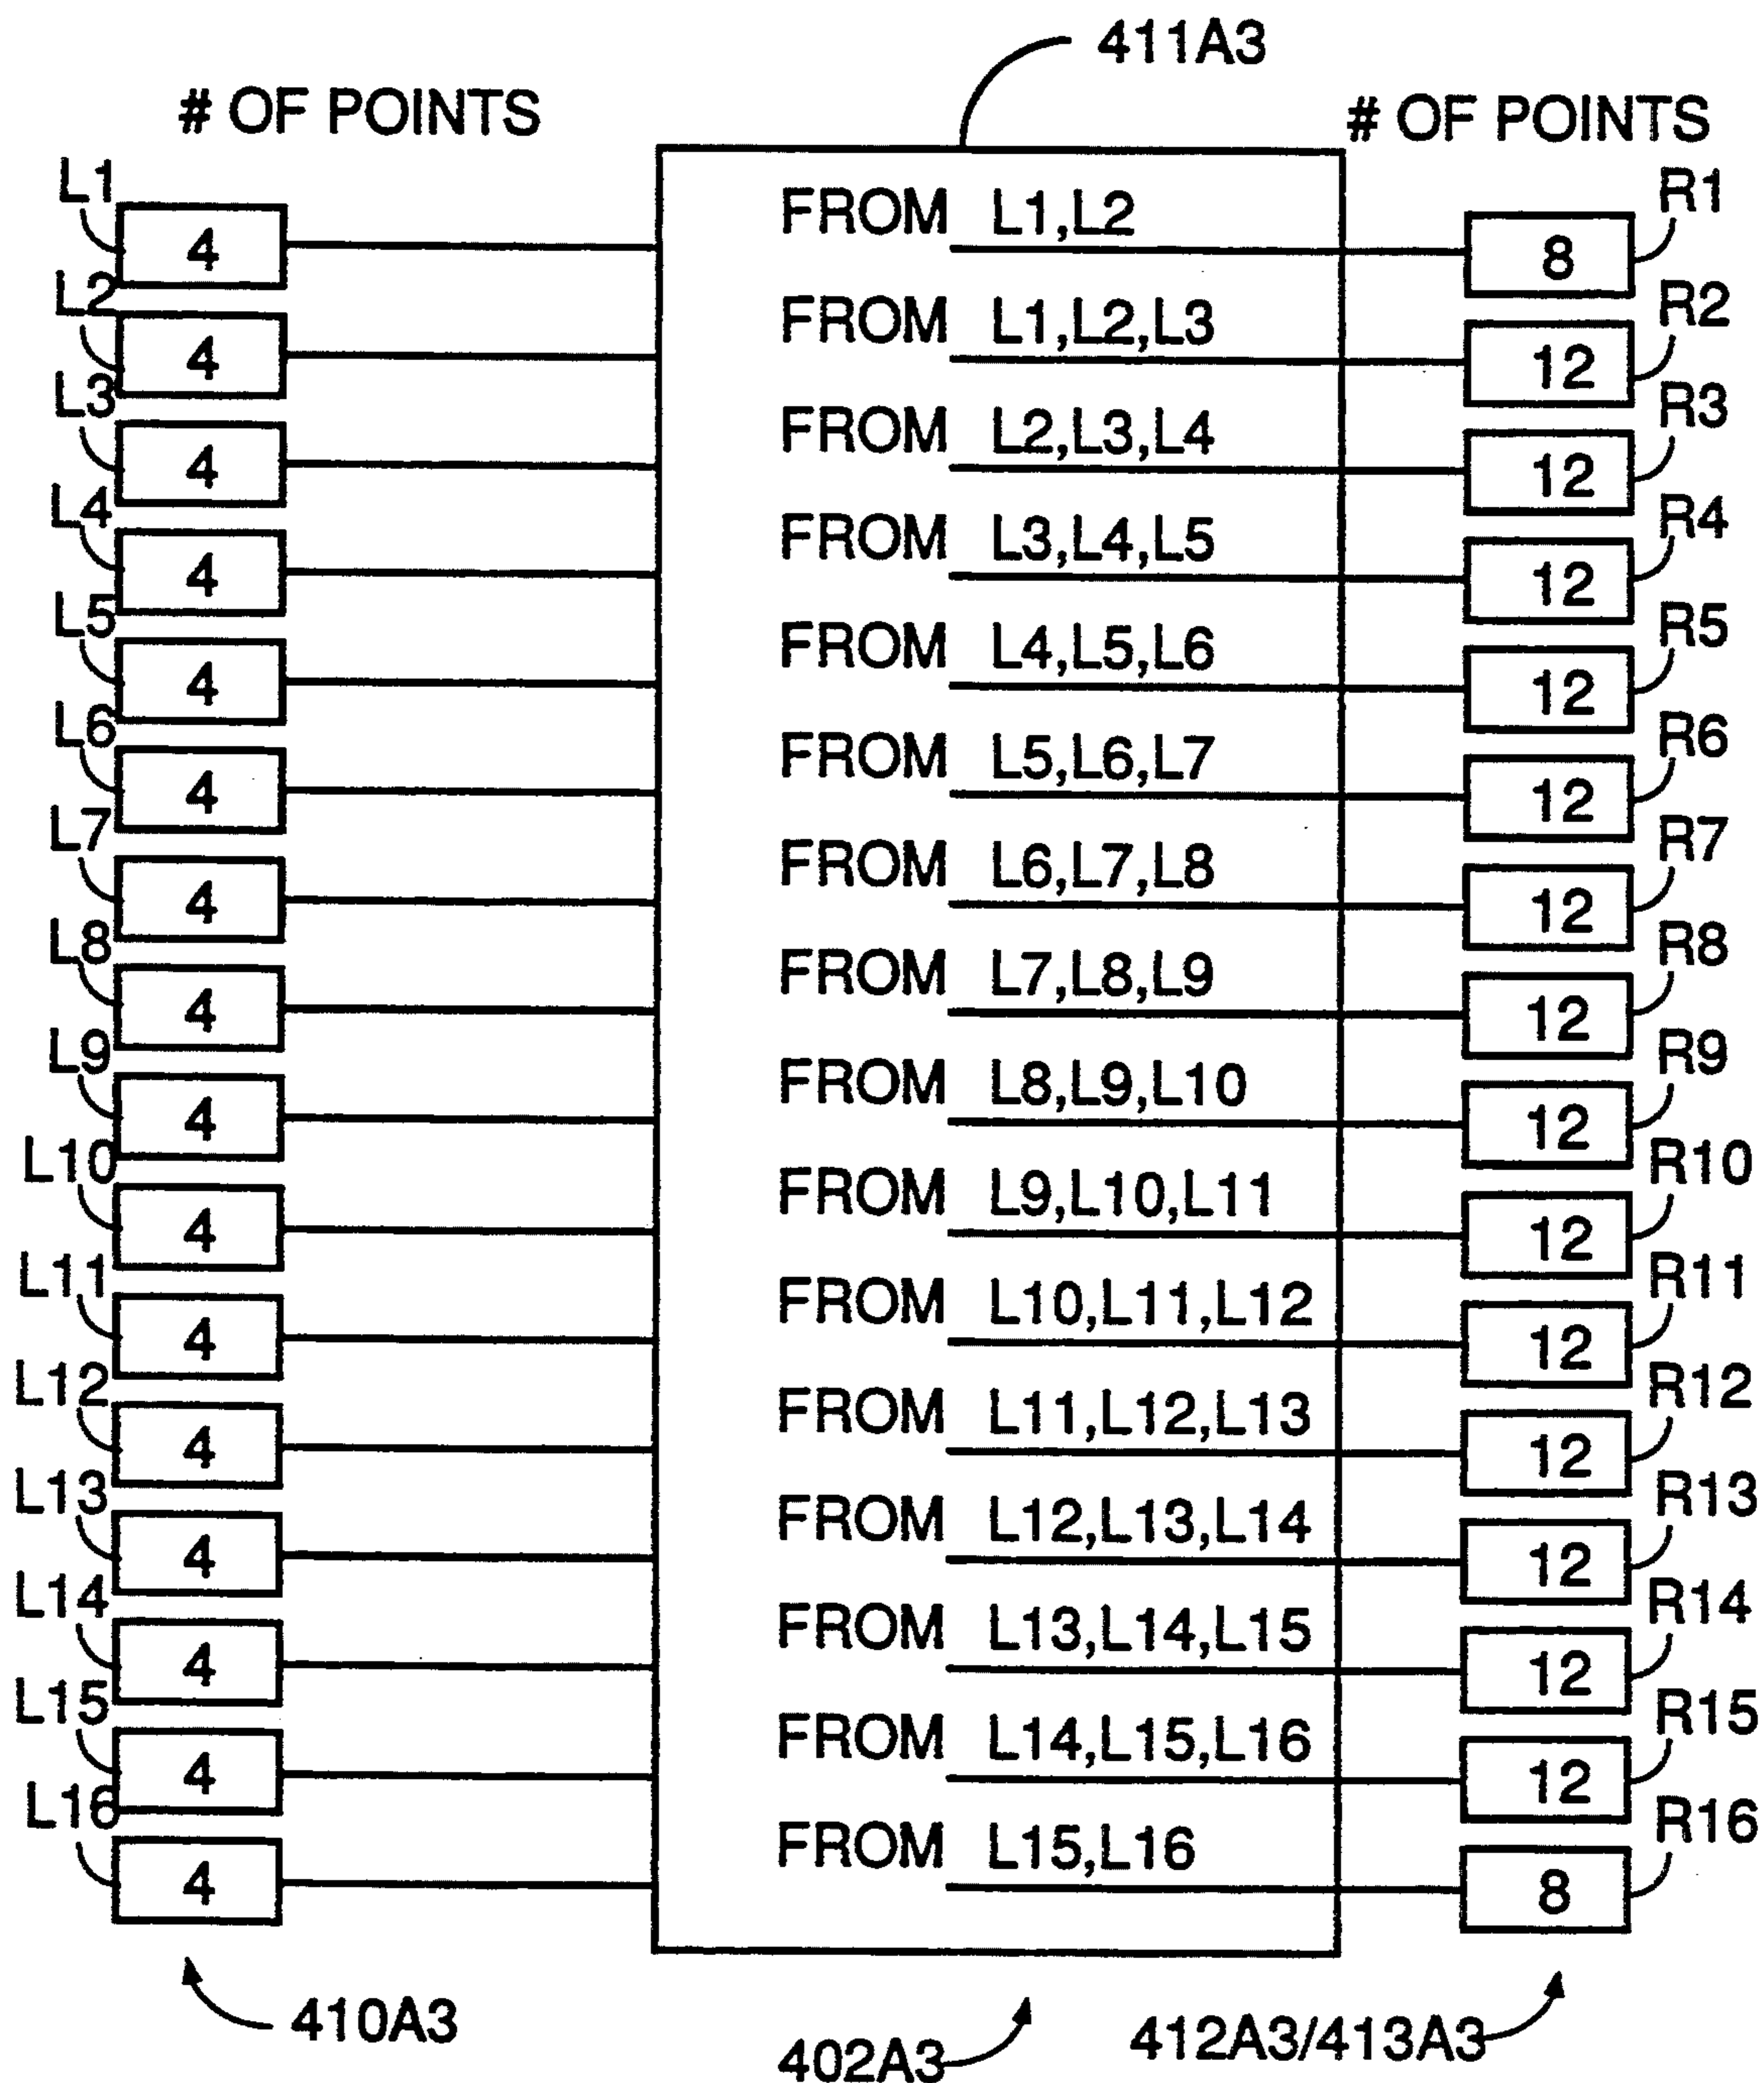 411A3
# OF POINTS # OF POINTS
L1 4 FROM L1,L2 8 R1
L2 4 FROM L1,L2,L3 12 R2
L3 4 FROM L2,L3,L4 12 R3
L4 4 FROM L3,L4,L5 12 R4
L5 4 FROM L4,L5,L6 12 R5
L6 4 FROM L5,L6,L7 12 R6
L7 4 FROM L6,L7,L8 12 R7
L8 4 FROM L7,L8,L9 12 R8
L9 4 FROM L8,L9,L10 12 R9
L10 4 FROM L9,L10,L11 12 R10
L11 4 FROM L10,L11,L12 12 R11
L12 4 FROM L11,L12,L13 12 R12
L13 4 FROM L12,L13,L14 12 R13
L14 4 FROM L13,L14,L15 12 R14
L15 4 FROM L14,L15,L16 12 R15
L16 4 FROM L15,L16 8 R16
410A3 402A3 412A3/413A3